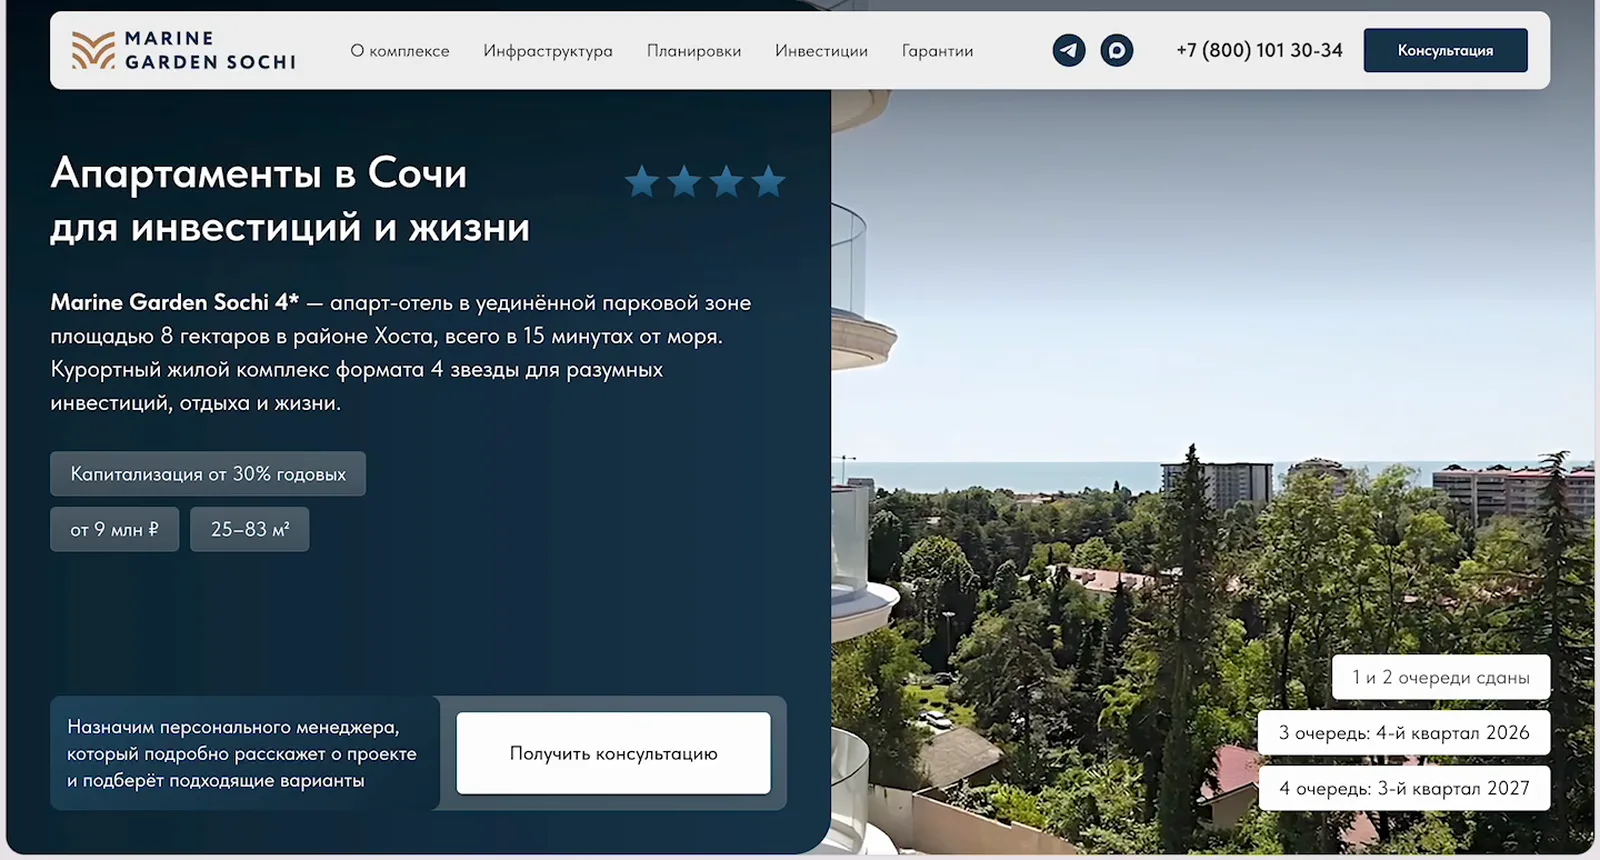 MARINE
GARDEN SOCHI
О комплексе
Инфраструктура
Планировки
Инвестиции
Гарантии
+7 (800) 101 30-34
Консультация
Апартаменты в Сочи
для инвестиций и жизни
Marine Garden Sochi 4* — апарт-отель в уединённой парковой зоне
площадью 8 гектаров в районе Хоста, всего в 15 минутах от моря.
Курортный жилой комплекс формата 4 звезды для разумных
инвестиций, отдыха и жизни.
Капитализация от 30% годовых
от 9 млн ₽
25–83 м²
Назначим персонального менеджера,
который подробно расскажет о проекте
и подберёт подходящие варианты
Получить консультацию
1 и 2 очереди сданы
3 очередь: 4-й квартал 2026
4 очередь: 3-й квартал 2027